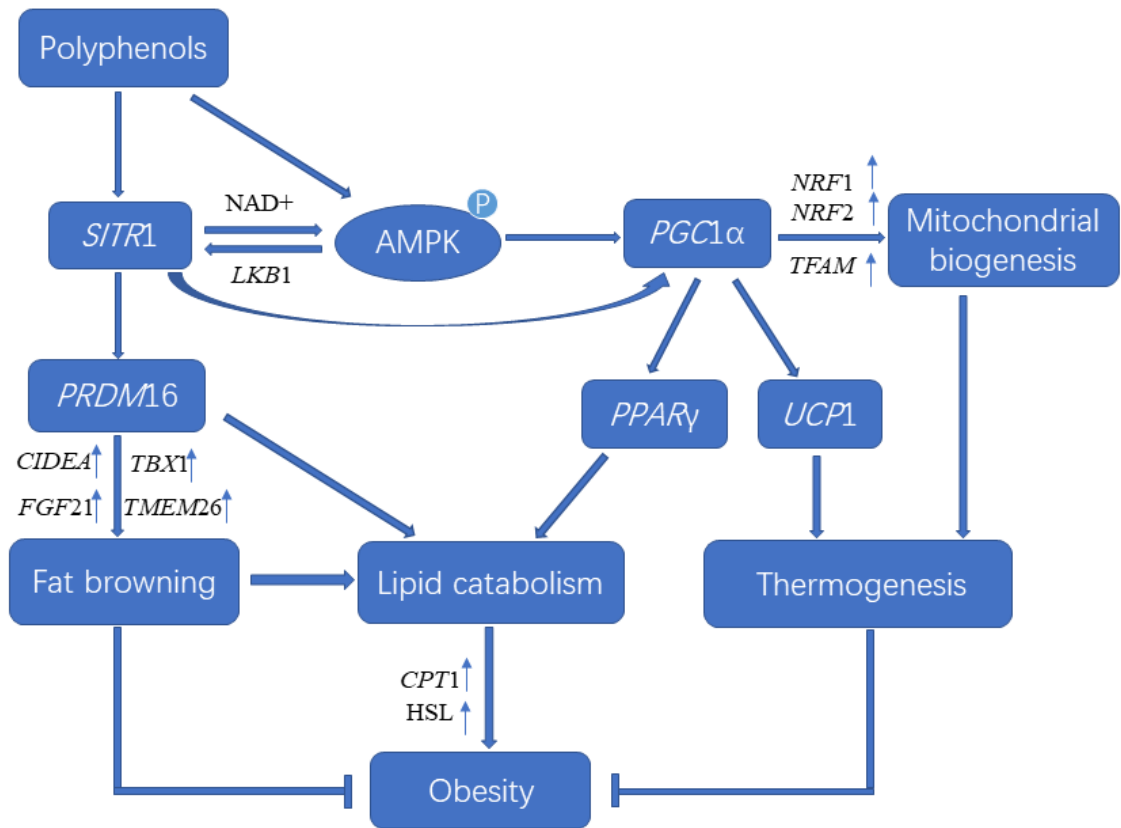 Polyphenols
SITR1
NAD+
LKB1
AMPK
P
PGC1α
NRF1
NRF2
TFAM
Mitochondrial
biogenesis
PRDM16
PPARγ
UCP1
CIDEA
TBX1
FGF21
TMEM26
Fat browning
Lipid catabolism
Thermogenesis
CPT1
HSL
Obesity